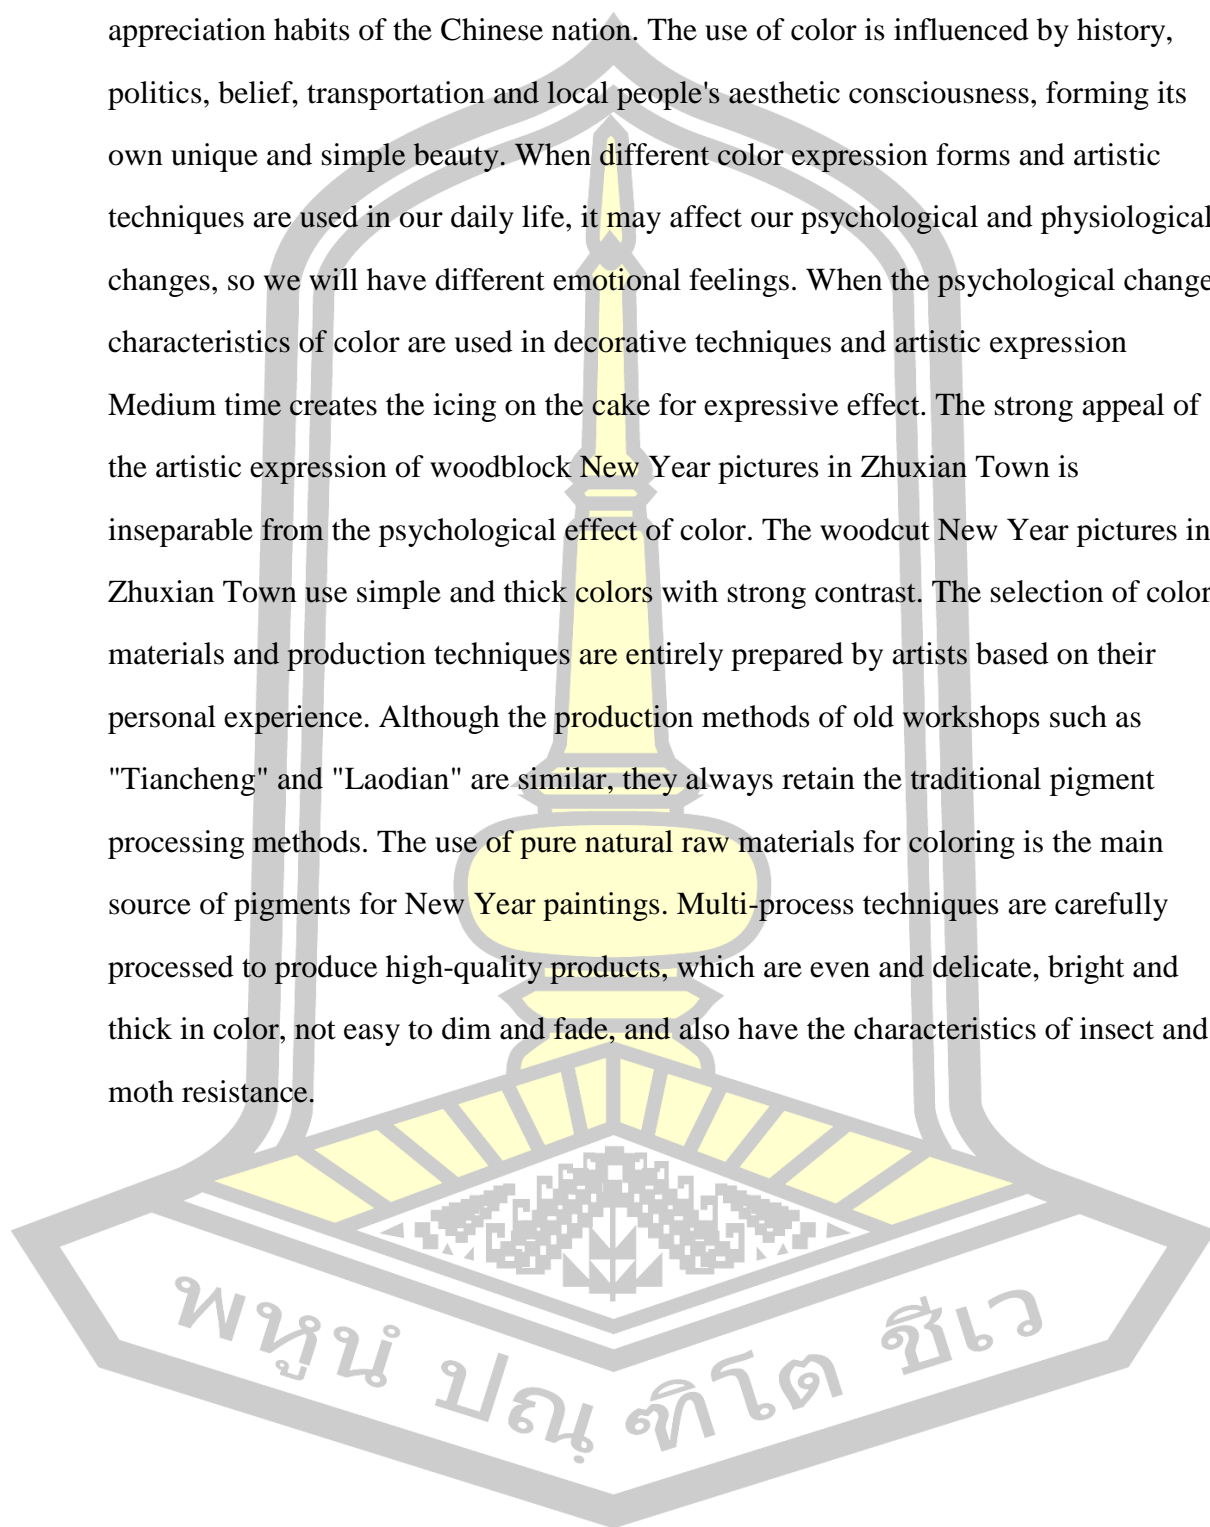 appreciation habits of the Chinese nation. The use of color is influenced by history,
politics, belief, transportation and local people's aesthetic consciousness, forming its
own unique and simple beauty. When different color expression forms and artistic
techniques are used in our daily life, it may affect our psychological and physiological
changes, so we will have different emotional feelings. When the psychological change
characteristics of color are used in decorative techniques and artistic expression
Medium time creates the icing on the cake for expressive effect. The strong appeal of
the artistic expression of woodblock New Year pictures in Zhuxian Town is
inseparable from the psychological effect of color. The woodcut New Year pictures in
Zhuxian Town use simple and thick colors with strong contrast. The selection of color
materials and production techniques are entirely prepared by artists based on their
personal experience. Although the production methods of old workshops such as
"Tiancheng" and "Laodian" are similar, they always retain the traditional pigment
processing methods. The use of pure natural raw materials for coloring is the main
source of pigments for New Year paintings. Multi-process techniques are carefully
processed to produce high-quality products, which are even and delicate, bright and
thick in color, not easy to dim and fade, and also have the characteristics of insect and
moth resistance.
พหูนํ ปณฺฑิโต ชีเว